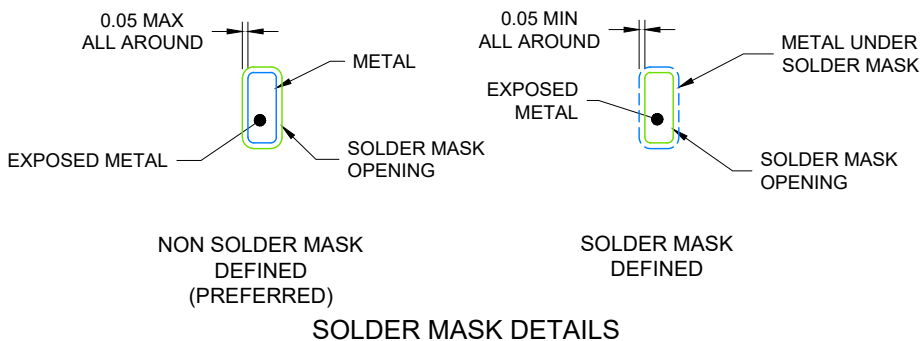 0.05 MAX
ALL AROUND
METAL
EXPOSED METAL
SOLDER MASK
OPENING
NON SOLDER MASK
DEFINED
(PREFERRED)
0.05 MIN
ALL AROUND
METAL UNDER
SOLDER MASK
EXPOSED
METAL
SOLDER MASK
OPENING
SOLDER MASK
DEFINED
SOLDER MASK DETAILS